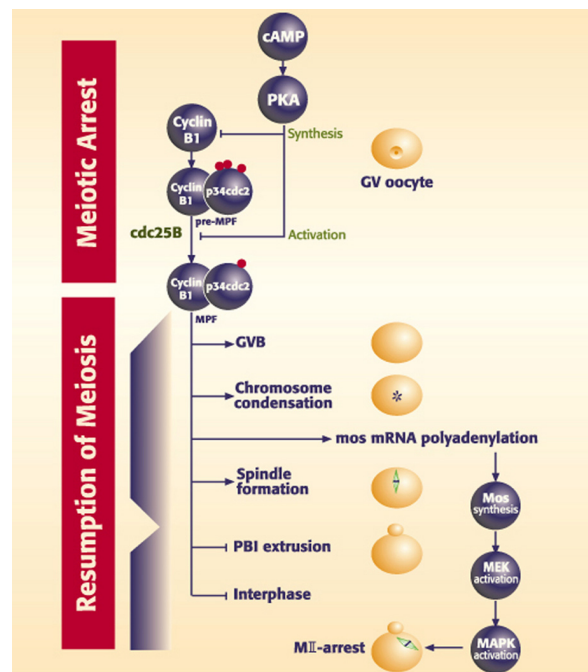 Meiotic Arrest
cAMP
PKA
Cyclin
B1
Synthesis
GV oocyte
Cyclin
B1
p34cdc2
pre-MPF
cdc25B
Activation
Cyclin
B1
p34cdc2
MPF
Resumption of Meiosis
GVB
Chromosome
condensation
mos mRNA polyadenylation
Spindle
formation
Mos
synthesis
PBI extrusion
MEK
activation
Interphase
MII-arrest
MAPK
activation